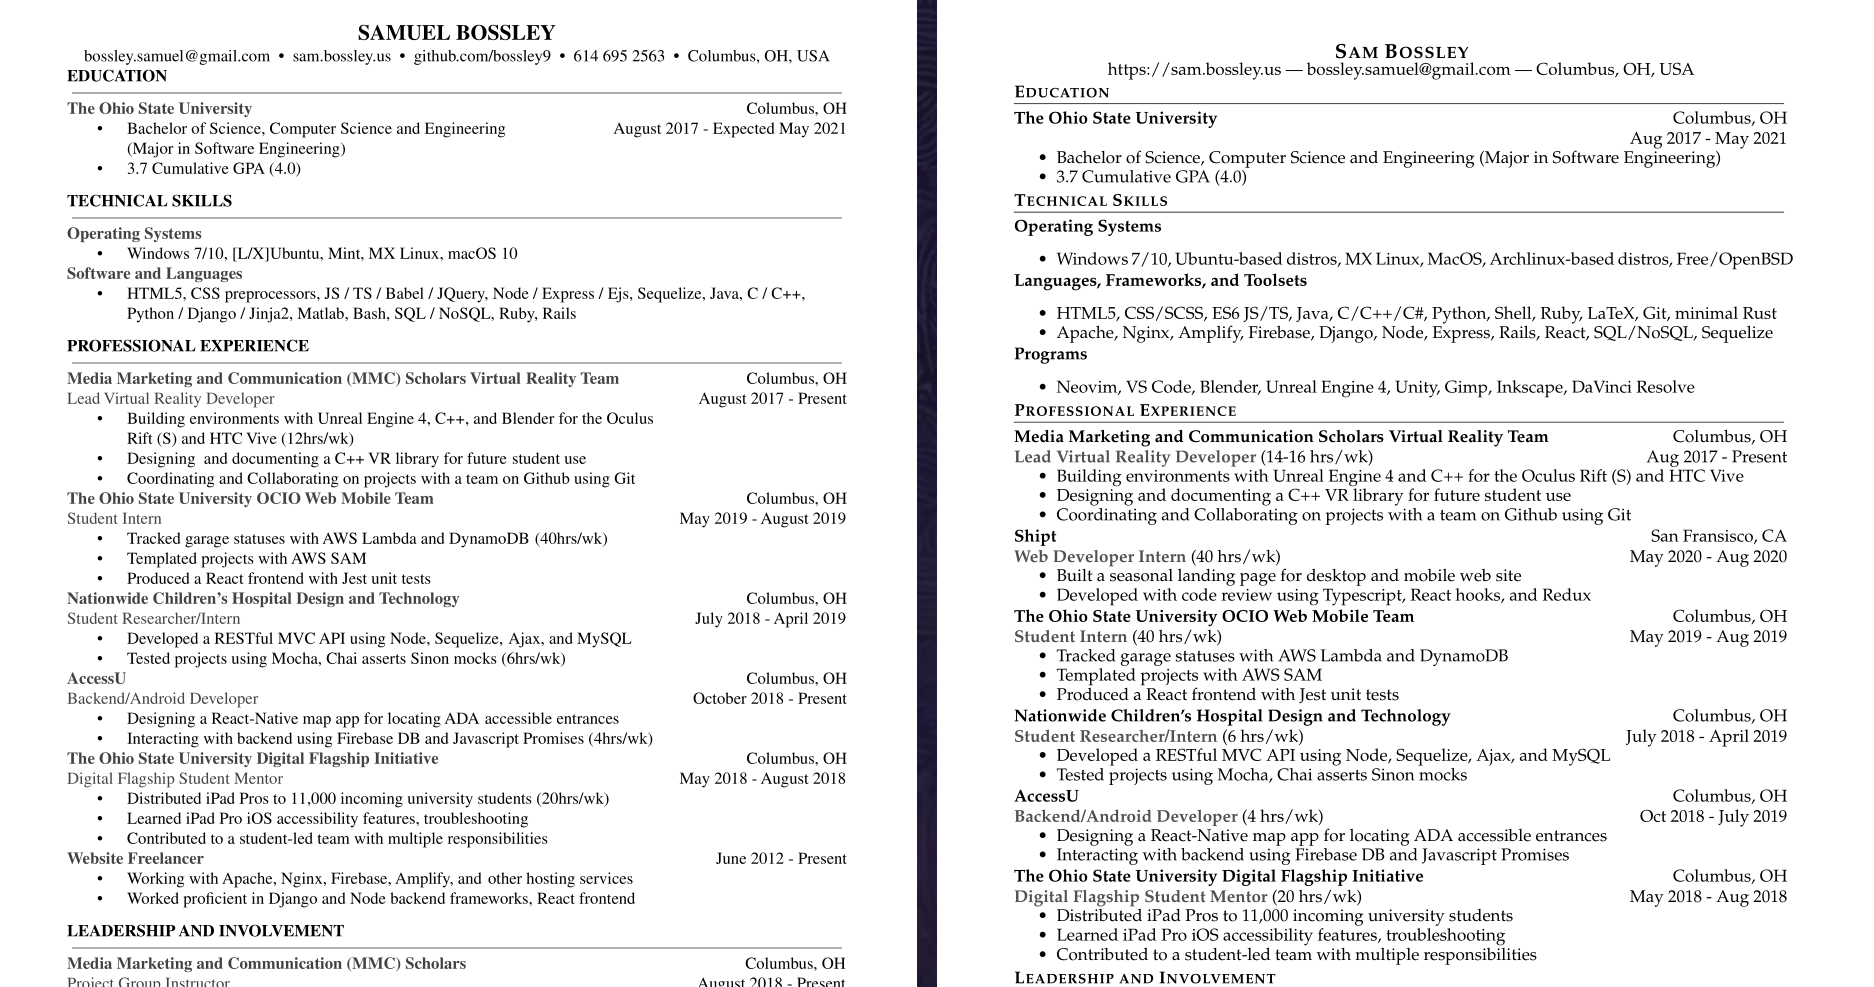 SAMUEL BOSSLEY
bossley.samuel@gmail.com • sam.bossley.us • github.com/bossley9 • 614 695 2563 • Columbus, OH, USA
EDUCATION
The Ohio State University Columbus, OH
• Bachelor of Science, Computer Science and Engineering August 2017 - Expected May 2021
(Major in Software Engineering)
• 3.7 Cumulative GPA (4.0)
TECHNICAL SKILLS
Operating Systems
• Windows 7/10, [L/X]Ubuntu, Mint, MX Linux, macOS 10
Software and Languages
• HTML5, CSS preprocessors, JS / TS / Babel / JQuery, Node / Express / Ejs, Sequelize, Java, C / C++,
Python / Django / Jinja2, Matlab, Bash, SQL / NoSQL, Ruby, Rails
PROFESSIONAL EXPERIENCE
Media Marketing and Communication (MMC) Scholars Virtual Reality Team Columbus, OH
Lead Virtual Reality Developer August 2017 - Present
• Building environments with Unreal Engine 4, C++, and Blender for the Oculus
Rift (S) and HTC Vive (12hrs/wk)
• Designing and documenting a C++ VR library for future student use
• Coordinating and Collaborating on projects with a team on Github using Git
The Ohio State University OCIO Web Mobile Team Columbus, OH
Student Intern May 2019 - August 2019
• Tracked garage statuses with AWS Lambda and DynamoDB (40hrs/wk)
• Templated projects with AWS SAM
• Produced a React frontend with Jest unit tests
Nationwide Children's Hospital Design and Technology Columbus, OH
Student Researcher/Intern July 2018 - April 2019
• Developed a RESTful MVC API using Node, Sequelize, Ajax, and MySQL
• Tested projects using Mocha, Chai asserts Sinon mocks (6hrs/wk)
AccessU Columbus, OH
Backend/Android Developer October 2018 - Present
• Designing a React-Native map app for locating ADA accessible entrances
• Interacting with backend using Firebase DB and Javascript Promises (4hrs/wk)
The Ohio State University Digital Flagship Initiative Columbus, OH
Digital Flagship Student Mentor May 2018 - August 2018
• Distributed iPad Pros to 11,000 incoming university students (20hrs/wk)
• Learned iPad Pro iOS accessibility features, troubleshooting
• Contributed to a student-led team with multiple responsibilities
Website Freelancer June 2012 - Present
• Working with Apache, Nginx, Firebase, Amplify, and other hosting services
• Worked proficient in Django and Node backend frameworks, React frontend
LEADERSHIP AND INVOLVEMENT
Media Marketing and Communication (MMC) Scholars Columbus, OH
Project Group Instructor August 2018 - Present
SAM BOSSLEY
https://sam.bossley.us — bossley.samuel@gmail.com — Columbus, OH, USA
EDUCATION
The Ohio State University Columbus, OH
Aug 2017 - May 2021
• Bachelor of Science, Computer Science and Engineering (Major in Software Engineering)
• 3.7 Cumulative GPA (4.0)
TECHNICAL SKILLS
Operating Systems
• Windows 7/10, Ubuntu-based distros, MX Linux, MacOS, Archlinux-based distros, Free/OpenBSD
Languages, Frameworks, and Toolsets
• HTML5, CSS/SCSS, ES6 JS/TS, Java, C/C++/C#, Python, Shell, Ruby, LaTeX, Git, minimal Rust
• Apache, Nginx, Amplify, Firebase, Django, Node, Express, Rails, React, SQL/NoSQL, Sequelize
Programs
• Neovim, VS Code, Blender, Unreal Engine 4, Unity, Gimp, Inkscape, DaVinci Resolve
PROFESSIONAL EXPERIENCE
Media Marketing and Communication Scholars Virtual Reality Team Columbus, OH
Lead Virtual Reality Developer (14-16 hrs/wk) Aug 2017 - Present
• Building environments with Unreal Engine 4 and C++ for the Oculus Rift (S) and HTC Vive
• Designing and documenting a C++ VR library for future student use
• Coordinating and Collaborating on projects with a team on Github using Git
Shipt San Fransisco, CA
Web Developer Intern (40 hrs/wk) May 2020 - Aug 2020
• Built a seasonal landing page for desktop and mobile web site
• Developed with code review using Typescript, React hooks, and Redux
The Ohio State University OCIO Web Mobile Team Columbus, OH
Student Intern (40 hrs/wk) May 2019 - Aug 2019
• Tracked garage statuses with AWS Lambda and DynamoDB
• Templated projects with AWS SAM
• Produced a React frontend with Jest unit tests
Nationwide Children's Hospital Design and Technology Columbus, OH
Student Researcher/Intern (6 hrs/wk) July 2018 - April 2019
• Developed a RESTful MVC API using Node, Sequelize, Ajax, and MySQL
• Tested projects using Mocha, Chai asserts Sinon mocks
AccessU Columbus, OH
Backend/Android Developer (4 hrs/wk) Oct 2018 - July 2019
• Designing a React-Native map app for locating ADA accessible entrances
• Interacting with backend using Firebase DB and Javascript Promises
The Ohio State University Digital Flagship Initiative Columbus, OH
Digital Flagship Student Mentor (20 hrs/wk) May 2018 - Aug 2018
• Distributed iPad Pros to 11,000 incoming university students
• Learned iPad Pro iOS accessibility features, troubleshooting
• Contributed to a student-led team with multiple responsibilities
LEADERSHIP AND INVOLVEMENT